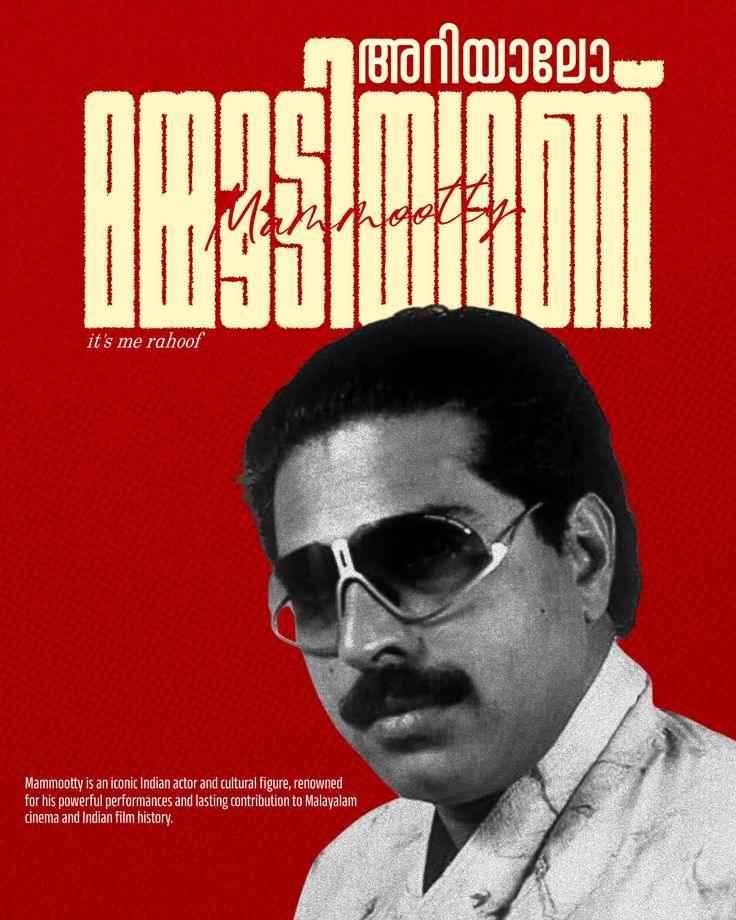 അറിയാലോ
മമ്മൂട്ടിയാണ്
Mammootty
it's me rahoof
Mammootty is an iconic Indian actor and cultural figure, renowned
for his powerful performances and lasting contribution to Malayalam
cinema and Indian film history.